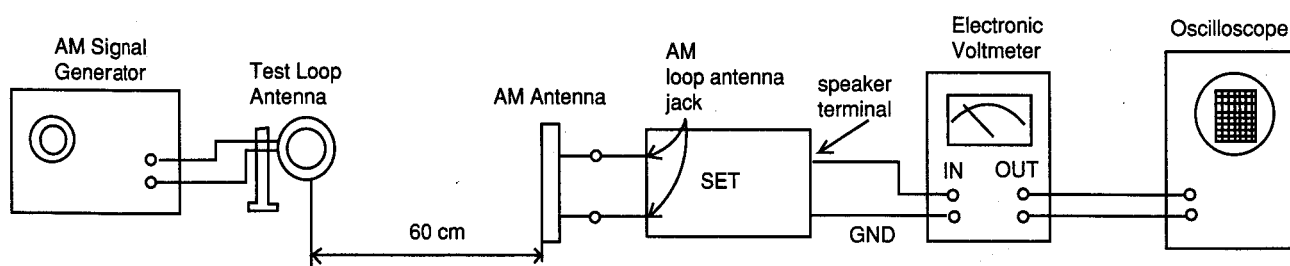 AM Signal
Generator
Test Loop
Antenna
60 cm
AM Antenna
AM
loop antenna
jack
SET
speaker
terminal
GND
Electronic
Voltmeter
IN OUT
Oscilloscope